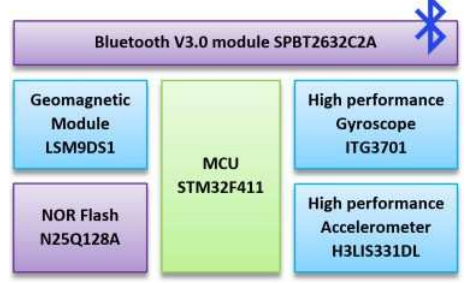 Bluetooth V3.0 module SPBT2632C2A
Geomagnetic
Module
LSM9DS1
NOR Flash
N25Q128A
MCU
STM32F411
High performance
Gyroscope
ITG3701
High performance
Accelerometer
H3LIS331DL